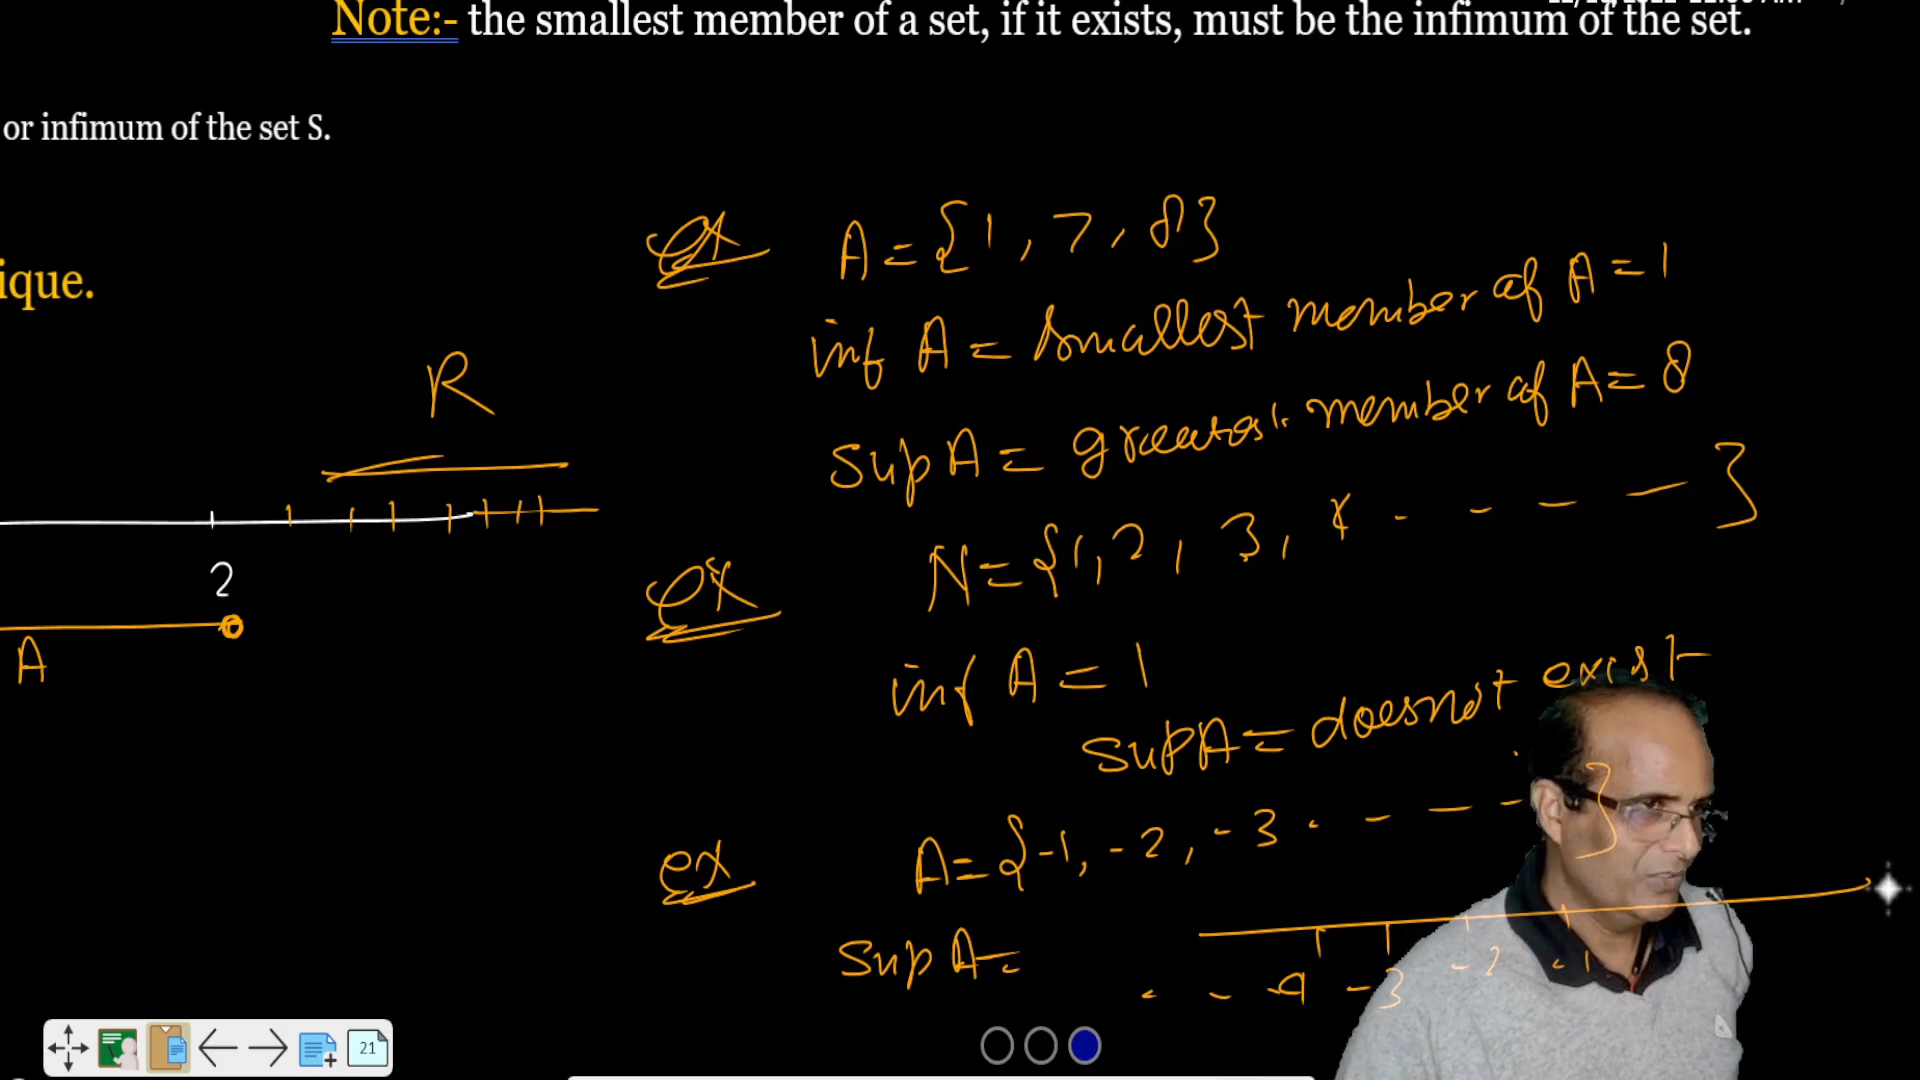 Note:- the smallest member of a set, if it exists, must be the infimum of the set.
or infimum of the set S.
ique.
ex A = {1, 7, 8}
inf A = smallest member of A = 1
R
Sup A = greatest member of A = 8
2
A
ex N = {1, 2, 3, - - - - }
inf A = 1
Sup A = doesnot exist
ex A = {-1, -2, -3 - - - - }
Sup A =
- - -4 -3 -2 -1
21